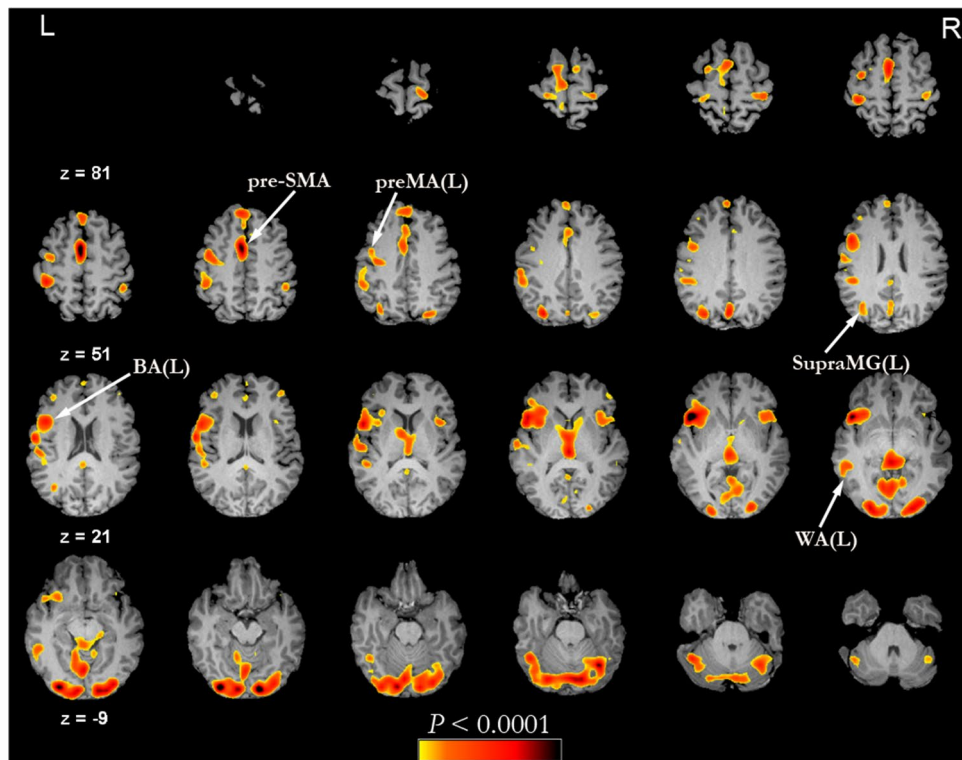 L
R
z = 81
pre-SMA
preMA(L)
z = 51
BA(L)
SupraMG(L)
z = 21
WA(L)
z = -9
P < 0.0001